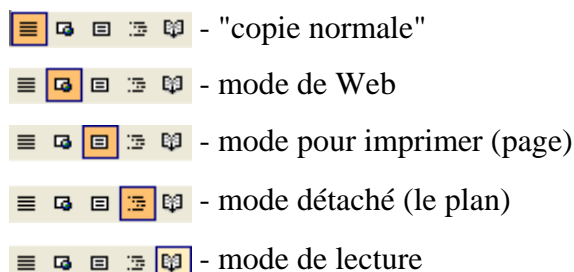 - "copie normale"
- mode de Web
- mode pour imprimer (page)
- mode détaché (le plan)
- mode de lecture